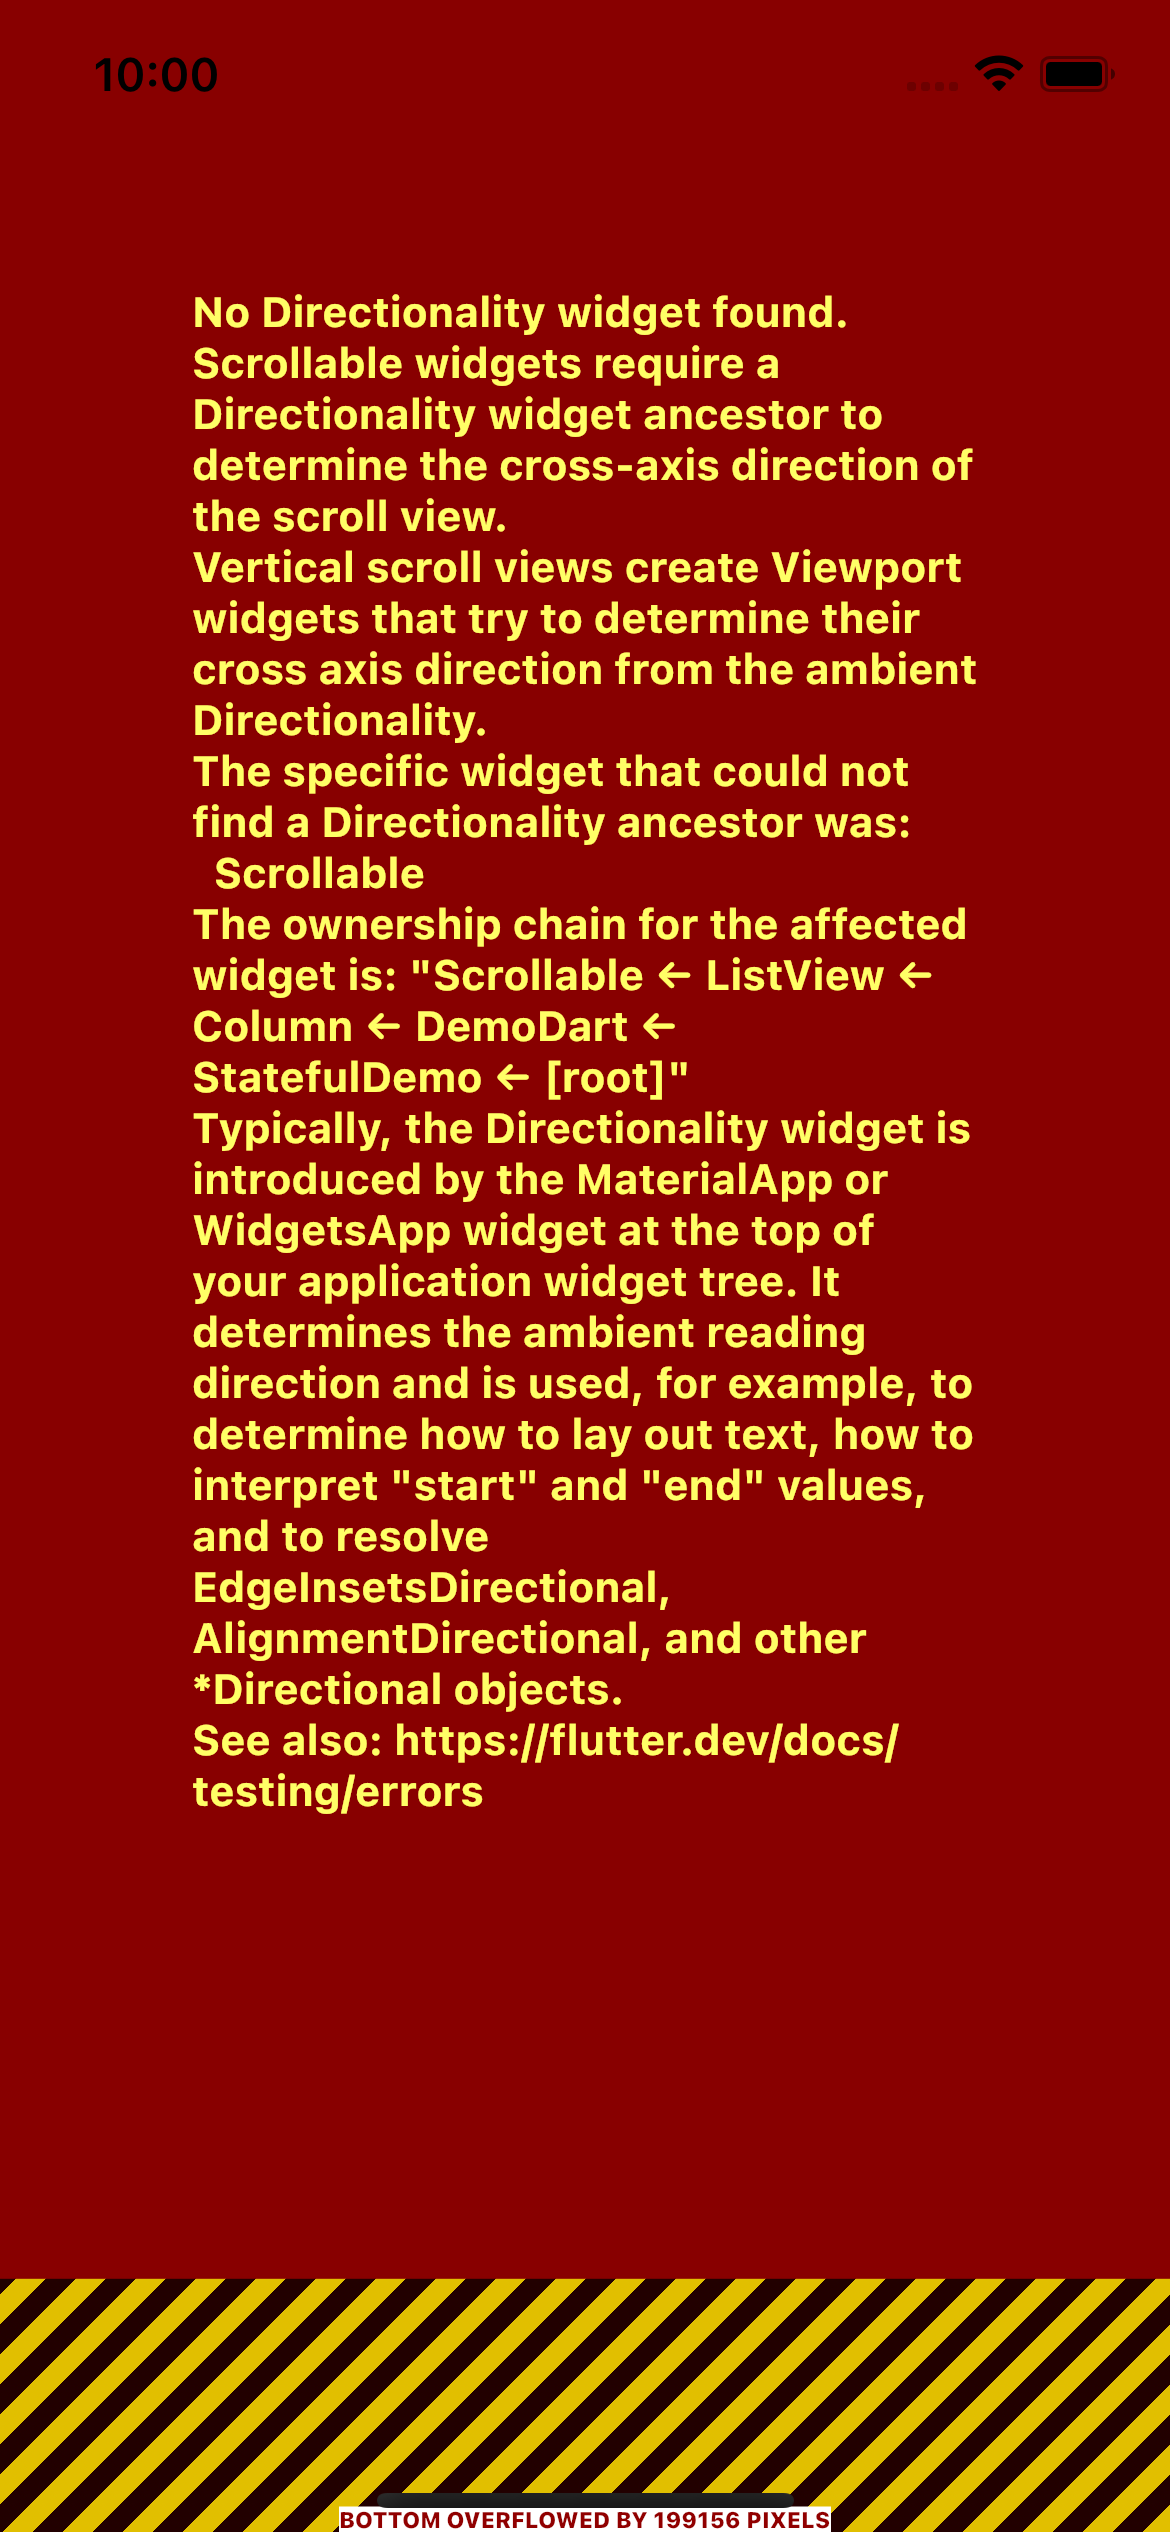 10:00
No Directionality widget found.
Scrollable widgets require a
Directionality widget ancestor to
determine the cross-axis direction of
the scroll view.
Vertical scroll views create Viewport
widgets that try to determine their
cross axis direction from the ambient
Directionality.
The specific widget that could not
find a Directionality ancestor was:
  Scrollable
The ownership chain for the affected
widget is: "Scrollable ← ListView ←
Column ← DemoDart ←
StatefulDemo ← [root]"
Typically, the Directionality widget is
introduced by the MaterialApp or
WidgetsApp widget at the top of
your application widget tree. It
determines the ambient reading
direction and is used, for example, to
determine how to lay out text, how to
interpret "start" and "end" values,
and to resolve
EdgeInsetsDirectional,
AlignmentDirectional, and other
*Directional objects.
See also: https://flutter.dev/docs/
testing/errors
BOTTOM OVERFLOWED BY 199156 PIXELS